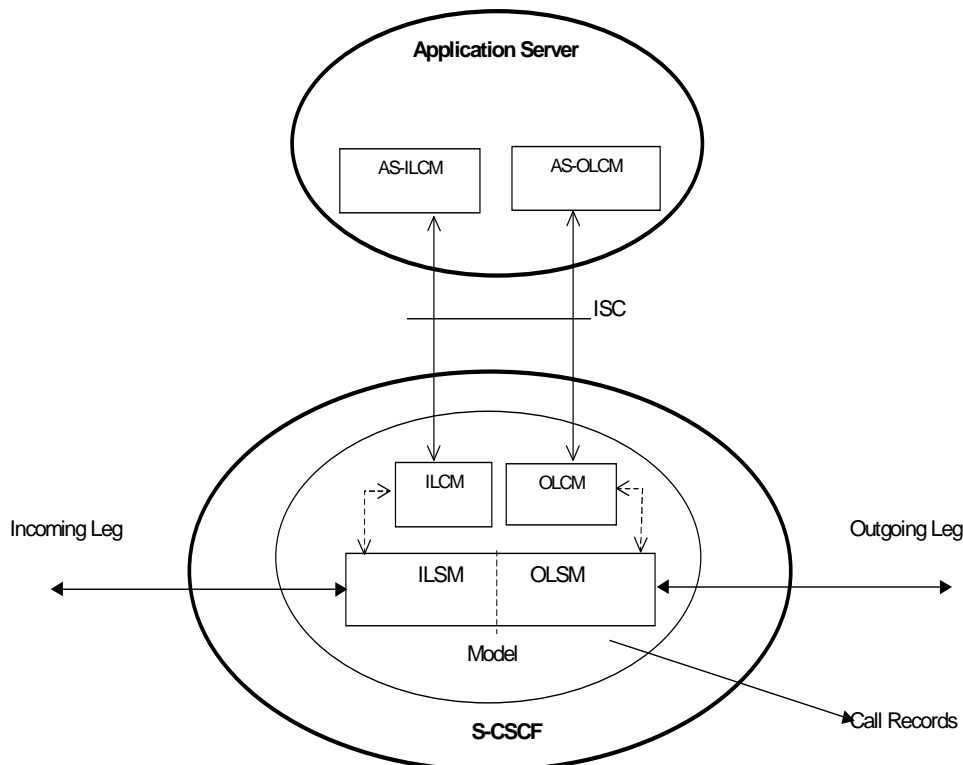 Application Server
AS-ILCM
AS-OLCM
ISC
ILCM
OLCM
Incoming Leg
Outgoing Leg
ILSM
OLSM
Model
Call Records
S-CSCF